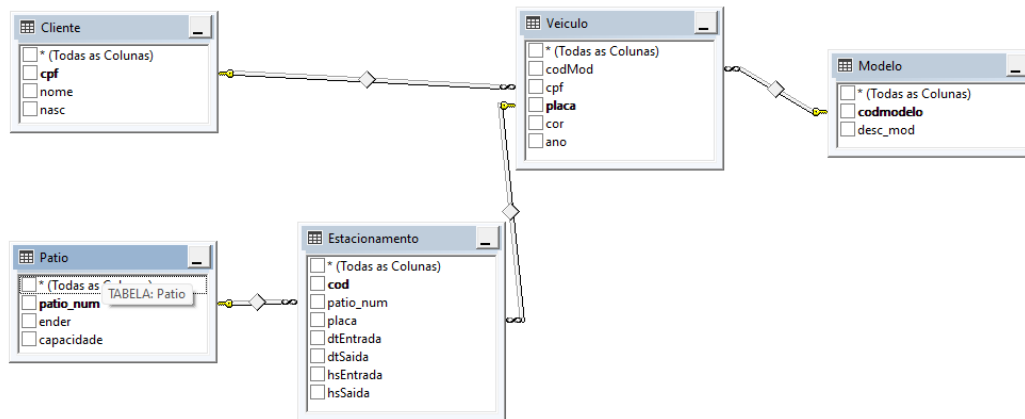 Cliente
* (Todas as Colunas)
cpf
nome
nasc
Veiculo
* (Todas as Colunas)
codMod
cpf
placa
cor
ano
Modelo
* (Todas as Colunas)
codmodelo
desc_mod
Patio
* (Todas as Colunas)
TABELA: Patio
patio_num
ender
capacidade
Estacionamento
* (Todas as Colunas)
cod
patio_num
placa
dtEntrada
dtSaida
hsEntrada
hsSaida